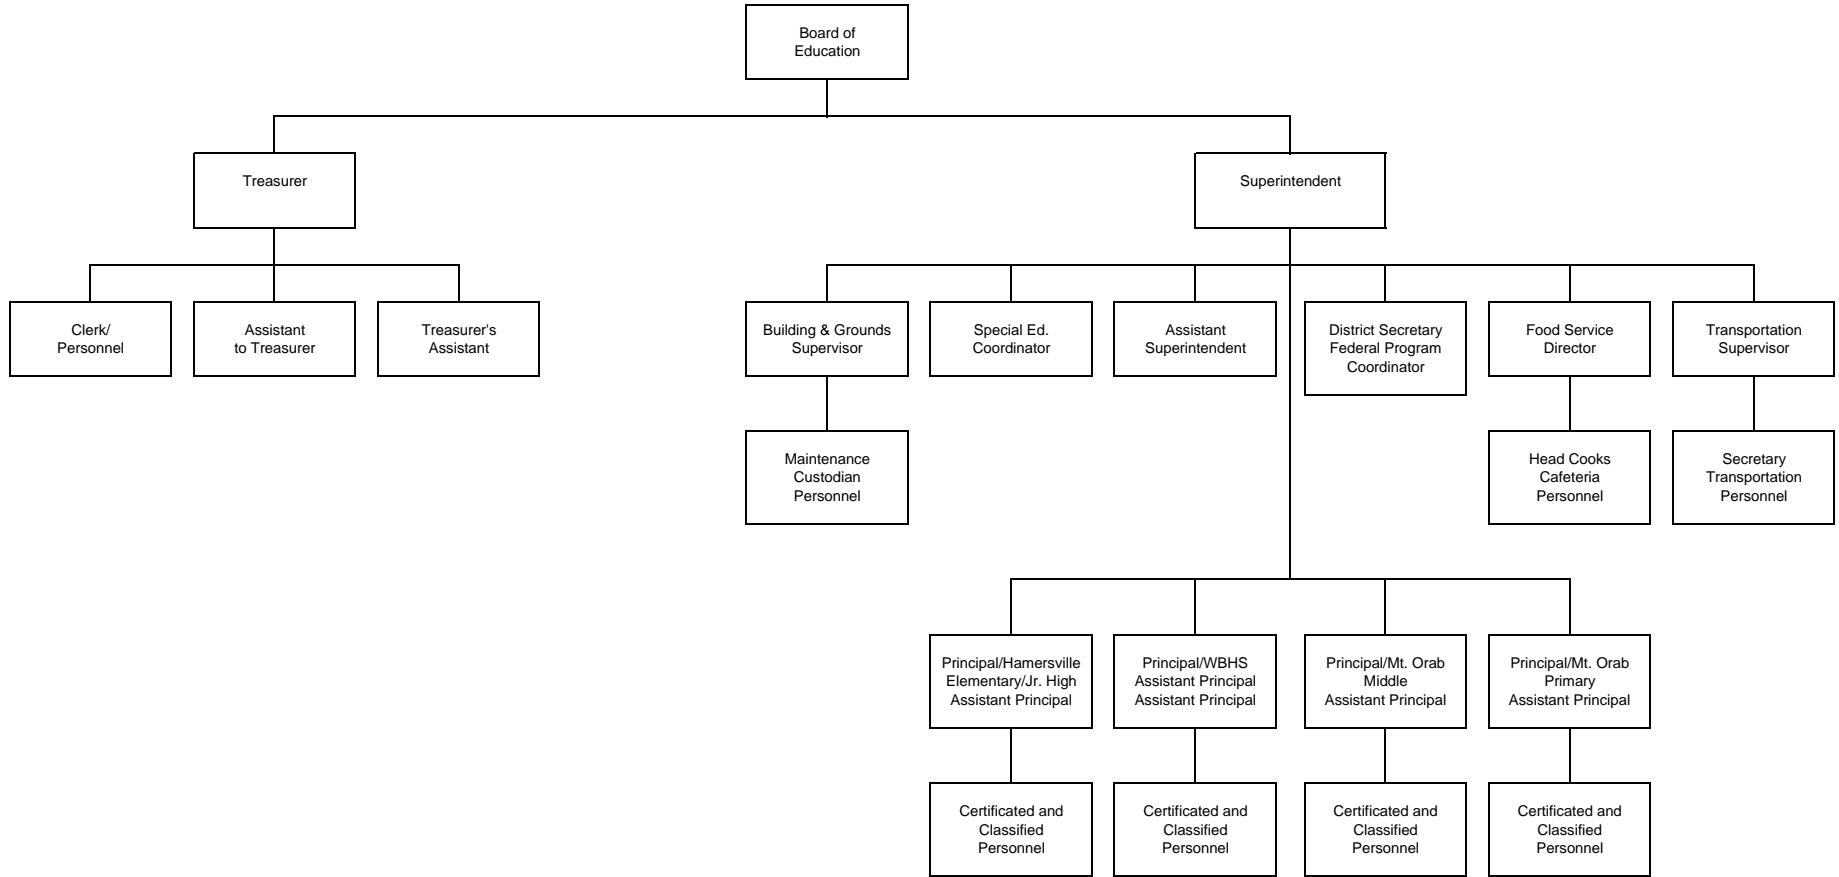 Board of
Education
Treasurer
Superintendent
Clerk/
Personnel
Assistant
to Treasurer
Treasurer's
Assistant
Building & Grounds
Supervisor
Special Ed.
Coordinator
Assistant
Superintendent
District Secretary
Federal Program
Coordinator
Food Service
Director
Transportation
Supervisor
Maintenance
Custodian
Personnel
Head Cooks
Cafeteria
Personnel
Secretary
Transportation
Personnel
Principal/Hamersville
Elementary/Jr. High
Assistant Principal
Principal/WBHS
Assistant Principal
Assistant Principal
Principal/Mt. Orab
Middle
Assistant Principal
Principal/Mt. Orab
Primary
Assistant Principal
Certificated and
Classified
Personnel
Certificated and
Classified
Personnel
Certificated and
Classified
Personnel
Certificated and
Classified
Personnel